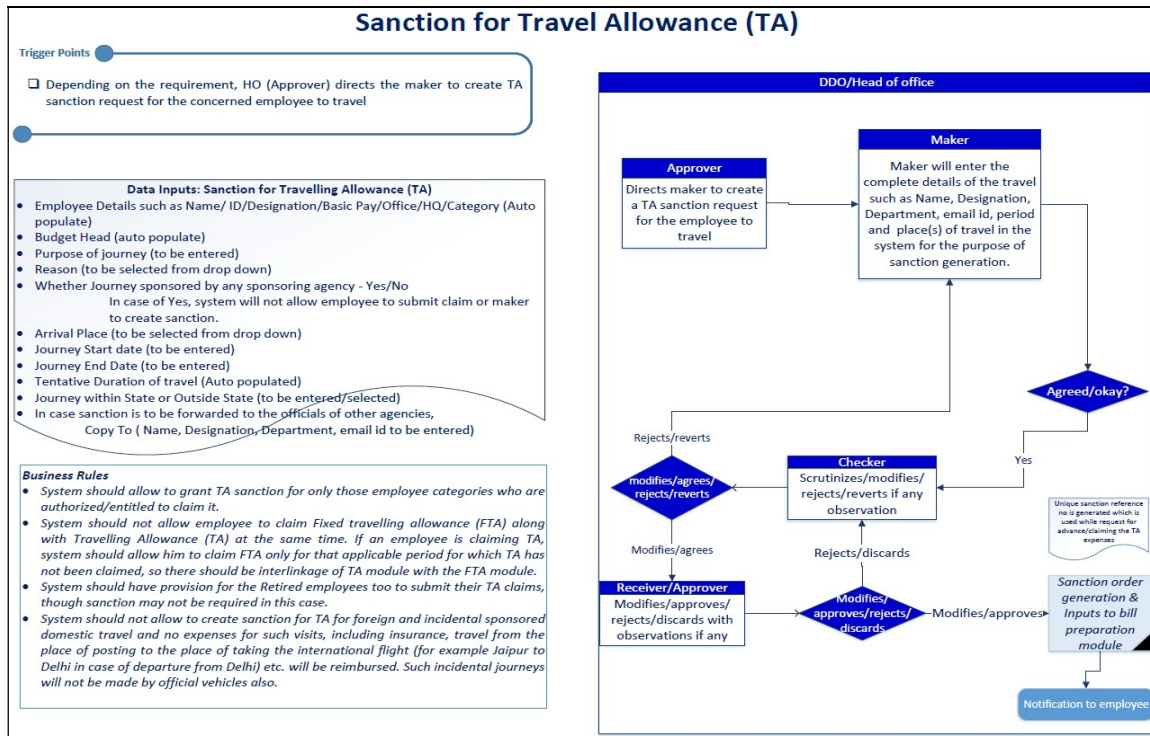 Sanction for Travel Allowance (TA)
Trigger Points
❑ Depending on the requirement, HO (Approver) directs the maker to create TA
sanction request for the concerned employee to travel
Data Inputs: Sanction for Travelling Allowance (TA)
• Employee Details such as Name/ ID/Designation/Basic Pay/Office/HQ/Category (Auto
populate)
• Budget Head (auto populate)
• Purpose of journey (to be entered)
• Reason (to be selected from drop down)
• Whether Journey sponsored by any sponsoring agency - Yes/No
In case of Yes, system will not allow employee to submit claim or maker
to create sanction.
• Arrival Place (to be selected from drop down)
• Journey Start date (to be entered)
• Journey End Date (to be entered)
• Tentative Duration of travel (Auto populated)
• Journey within State or Outside State (to be entered/selected)
• In case sanction is to be forwarded to the officials of other agencies,
Copy To ( Name, Designation, Department, email id to be entered)
Business Rules
• System should allow to grant TA sanction for only those employee categories who are
authorized/entitled to claim it.
• System should not allow employee to claim Fixed travelling allowance (FTA) along
with Travelling Allowance (TA) at the same time. If an employee is claiming TA,
system should allow him to claim FTA only for that applicable period for which TA has
not been claimed, so there should be interlinkage of TA module with the FTA module.
• System should have provision for the Retired employees too to submit their TA claims,
though sanction may not be required in this case.
• System should not allow to create sanction for TA for foreign and incidental sponsored
domestic travel and no expenses for such visits, including insurance, travel from the
place of posting to the place of taking the international flight (for example Jaipur to
Delhi in case of departure from Delhi) etc. will be reimbursed. Such incidental journeys
will not be made by official vehicles also.
DDO/Head of office
Approver
Directs maker to create
a TA sanction request
for the employee to
travel
Maker
Maker will enter the
complete details of the travel
such as Name, Designation,
Department, email id, period
and place(s) of travel in the
system for the purpose of
sanction generation.
Agreed/okay?
Yes
Checker
Scrutinizes/modifies/
rejects/reverts if any
observation
Rejects/reverts
modifies/agrees/
rejects/reverts
Modifies/agrees
Receiver/Approver
Modifies/approves/
rejects/discards with
observations if any
Rejects/discards
Modifies/
approves/rejects/
discards
Modifies/approves
Unique sanction reference
no is generated which is
used while request for
advance/claiming the TA
expenses
Sanction order
generation &
Inputs to bill
preparation
module
Notification to employee